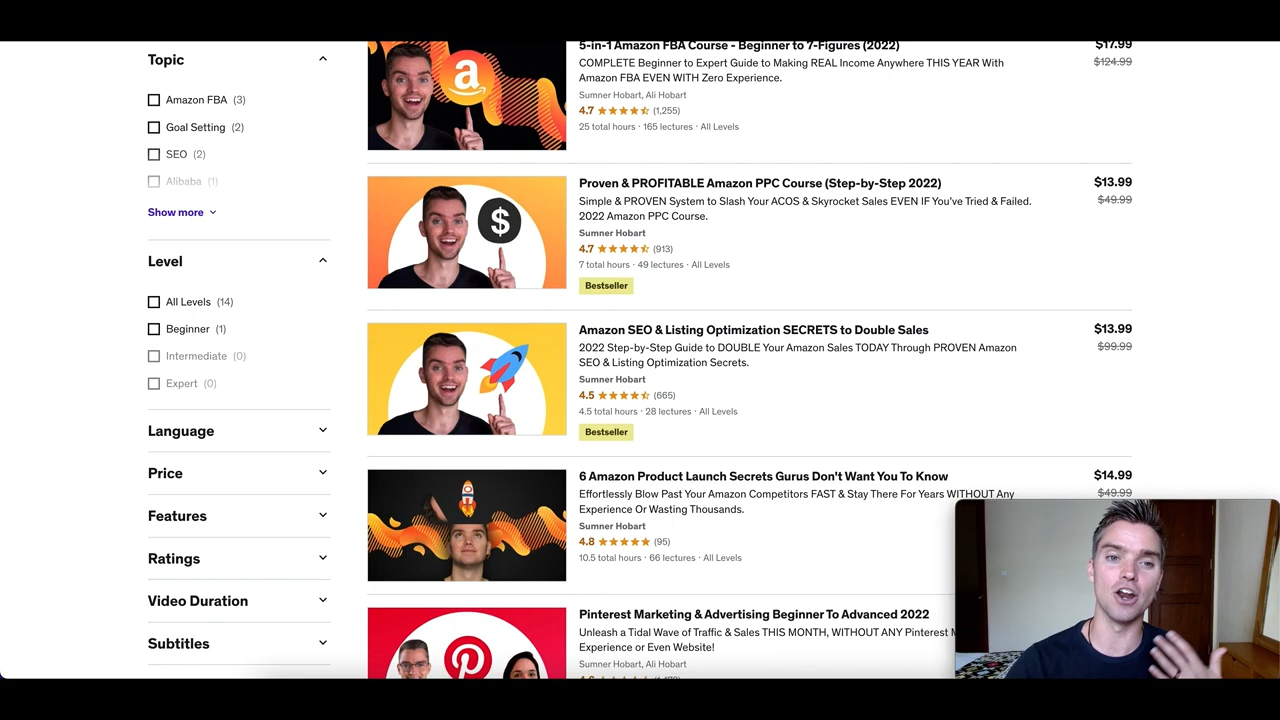 Topic
Amazon FBA (3)
Goal Setting (2)
SEO (2)
Alibaba (1)
Show more
Level
All Levels (14)
Beginner (1)
Intermediate (0)
Expert (0)
Language
Price
Features
Ratings
Video Duration
Subtitles
5-in-1 Amazon FBA Course - Beginner to 7-Figures (2022)
$17.99
COMPLETE Beginner to Expert Guide to Making REAL Income Anywhere THIS YEAR With
$124.99
Amazon FBA EVEN WITH Zero Experience.
Sumner Hobart, Ali Hobart
4.7 (1,255)
25 total hours · 165 lectures · All Levels
a
Proven & PROFITABLE Amazon PPC Course (Step-by-Step 2022)
$13.99
Simple & PROVEN System to Slash Your ACOS & Skyrocket Sales EVEN IF You've Tried & Failed.
$49.99
2022 Amazon PPC Course.
Sumner Hobart
4.7 (913)
7 total hours · 49 lectures · All Levels
Bestseller
$
Amazon SEO & Listing Optimization SECRETS to Double Sales
$13.99
2022 Step-by-Step Guide to DOUBLE Your Amazon Sales TODAY Through PROVEN Amazon
$99.99
SEO & Listing Optimization Secrets.
Sumner Hobart
4.5 (665)
4.5 total hours · 28 lectures · All Levels
Bestseller
6 Amazon Product Launch Secrets Gurus Don't Want You To Know
$14.99
Effortlessly Blow Past Your Amazon Competitors FAST & Stay There For Years WITHOUT Any
$49.99
Experience Or Wasting Thousands.
Sumner Hobart
4.8 (95)
10.5 total hours · 66 lectures · All Levels
Pinterest Marketing & Advertising Beginner To Advanced 2022
Unleash a Tidal Wave of Traffic & Sales THIS MONTH, WITHOUT ANY Pinterest
Experience or Even Website!
Sumner Hobart, Ali Hobart